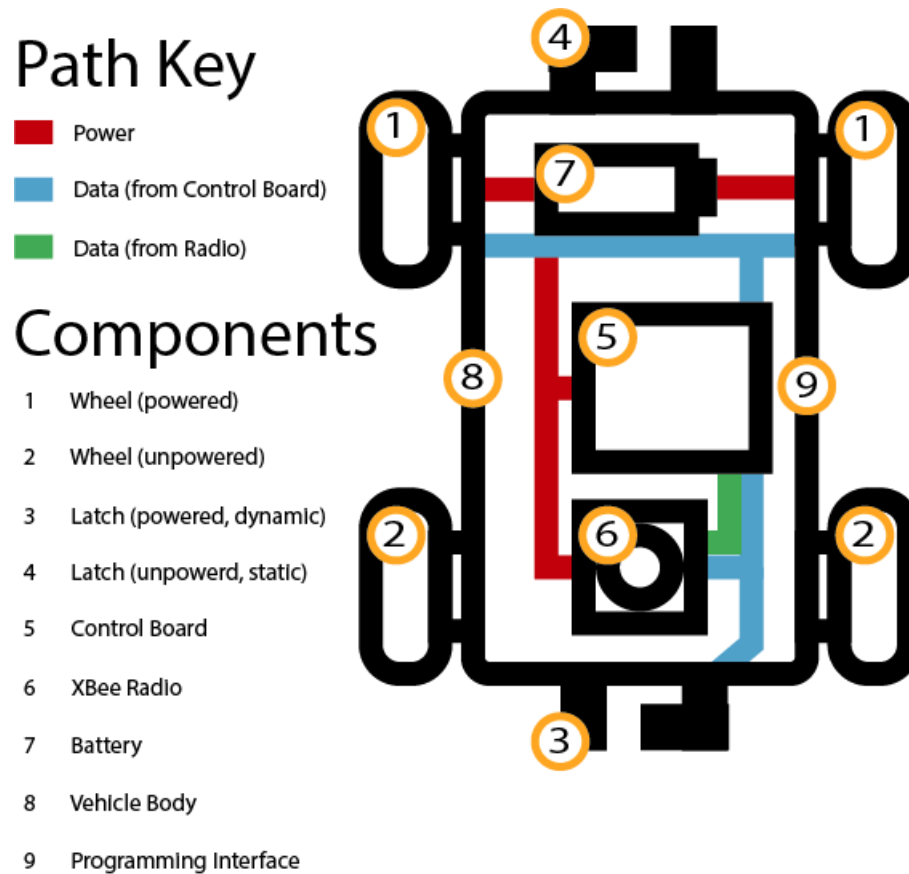 Path Key
Power
Data (from Control Board)
Data (from Radio)
Components
1 Wheel (powered)
2 Wheel (unpowered)
3 Latch (powered, dynamic)
4 Latch (unpowerd, static)
5 Control Board
6 XBee Radio
7 Battery
8 Vehicle Body
9 Programming Interface
4
1
1
7
5
8
9
2
6
2
3